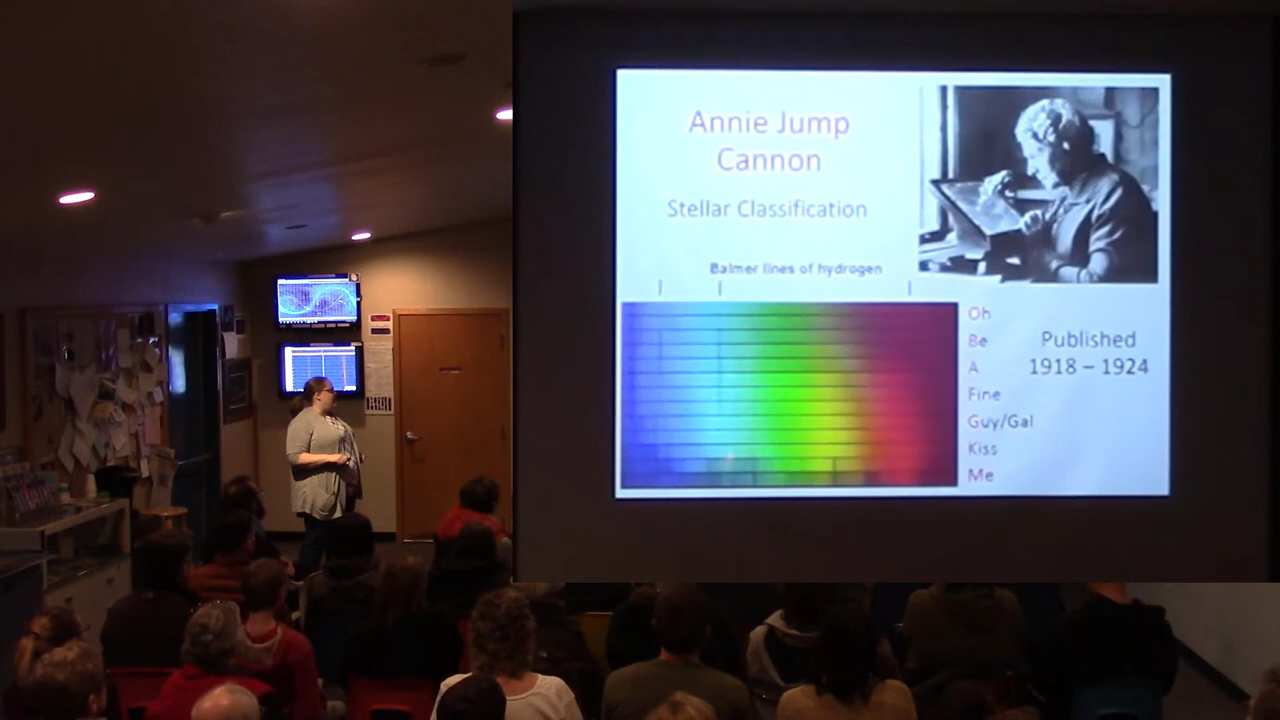 Annie Jump
Cannon
Stellar Classification
Balmer lines of hydrogen
Oh
Be
A
Fine
Guy/Gal
Kiss
Me
Published
1918 – 1924